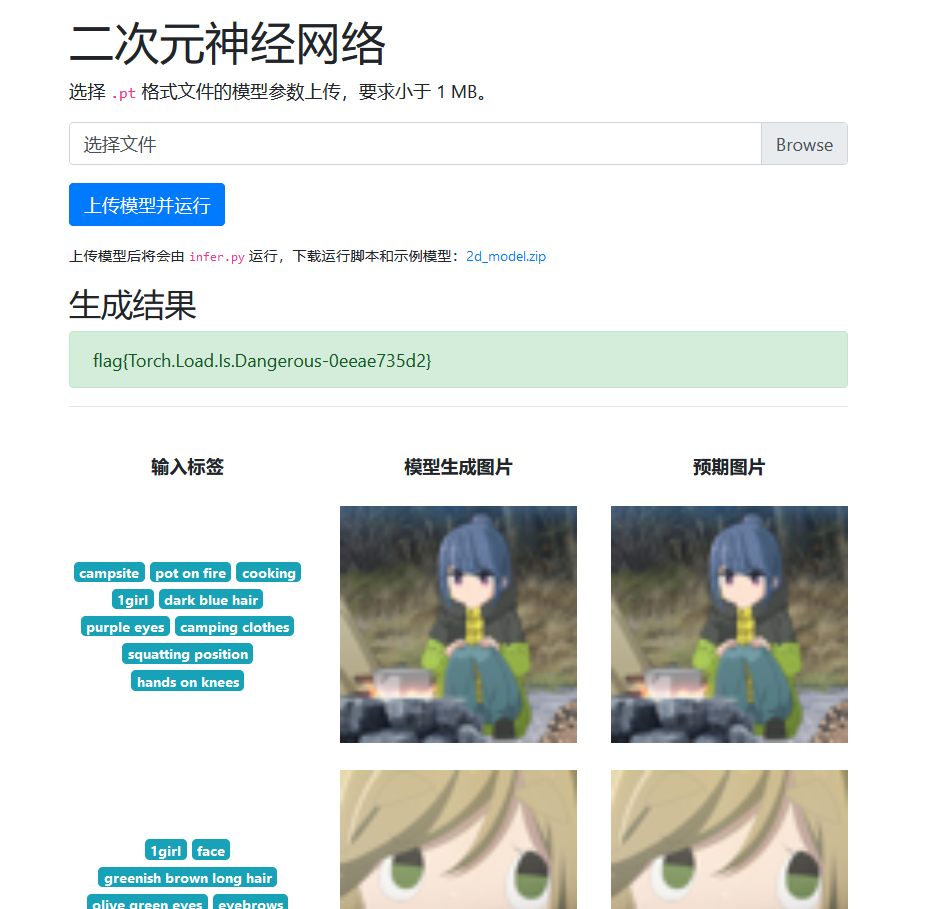 二次元神经网络
选择 .pt 格式文件的模型参数上传，要求小于 1 MB。
选择文件
Browse
上传模型并运行
上传模型后将会由 infer.py 运行，下载运行脚本和示例模型：2d_model.zip
生成结果
flag{Torch.Load.Is.Dangerous-0eeae735d2}
输入标签 模型生成图片 预期图片
campsite pot on fire cooking
1girl dark blue hair
purple eyes camping clothes
squatting position
hands on knees
1girl face
greenish brown long hair
olive green eyes eyebrows